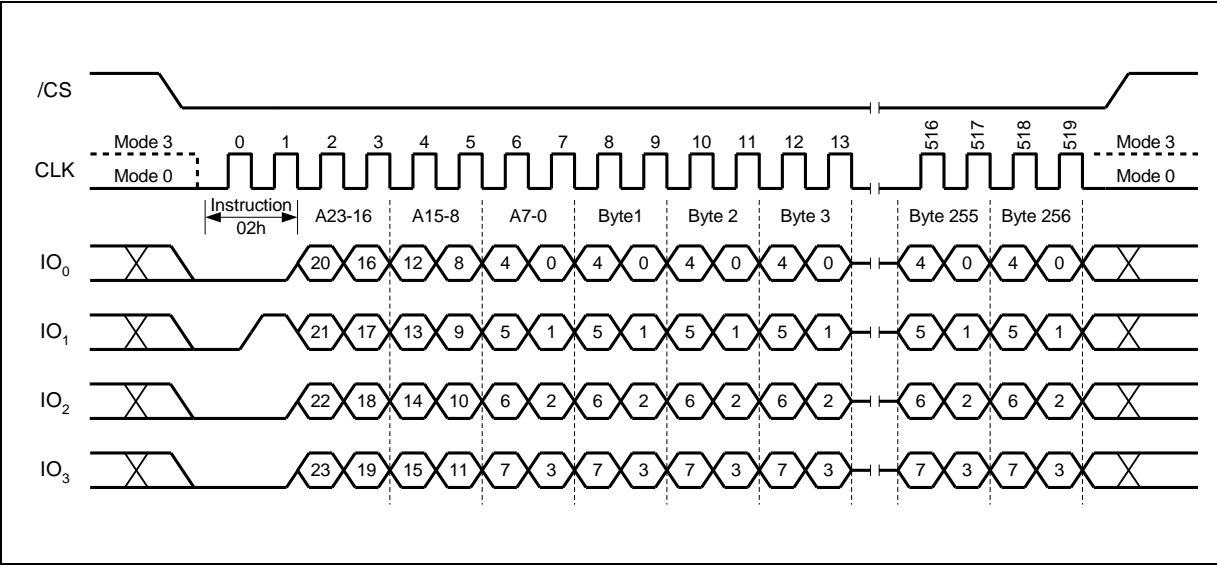 /CS
Mode 3 0 1 2 3 4 5 6 7 8 9 10 11 12 13 516 517 518 519 Mode 3
CLK Mode 0 Mode 0
Instruction A23-16 A15-8 A7-0 Byte1 Byte 2 Byte 3 Byte 255 Byte 256
02h
IO0 20 16 12 8 4 0 4 0 4 0 4 0 4 0 4 0
IO1 21 17 13 9 5 1 5 1 5 1 5 1 5 1 5 1
IO2 22 18 14 10 6 2 6 2 6 2 6 2 6 2 6 2
IO3 23 19 15 11 7 3 7 3 7 3 7 3 7 3 7 3